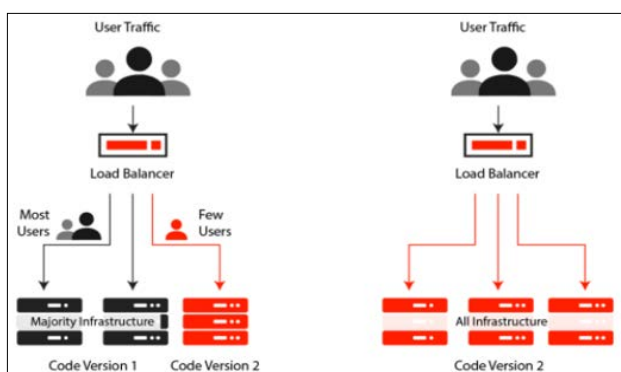 User Traffic
Load Balancer
Most
Users
Few
Users
Majority Infrastructure
Code Version 1
Code Version 2
User Traffic
Load Balancer
All Infrastructure
Code Version 2